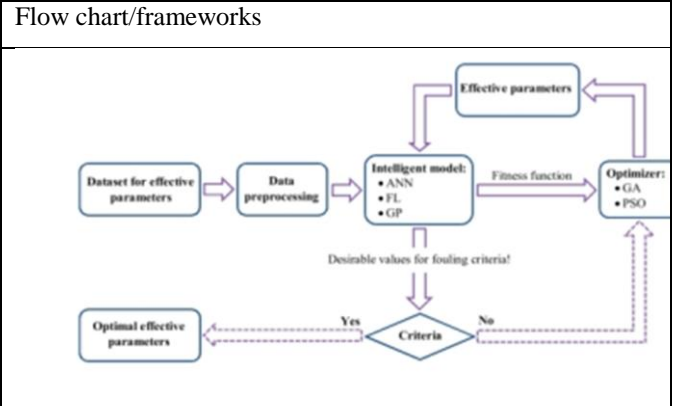 Flow chart/frameworks
Effective parameters
Dataset for effective
parameters
Data
preprocessing
Intelligent model:
• ANN
• FL
• GP
Fitness function
Optimizer:
• GA
• PSO
Desirable values for fouling criteria!
Yes
No
Criteria
Optimal effective
parameters